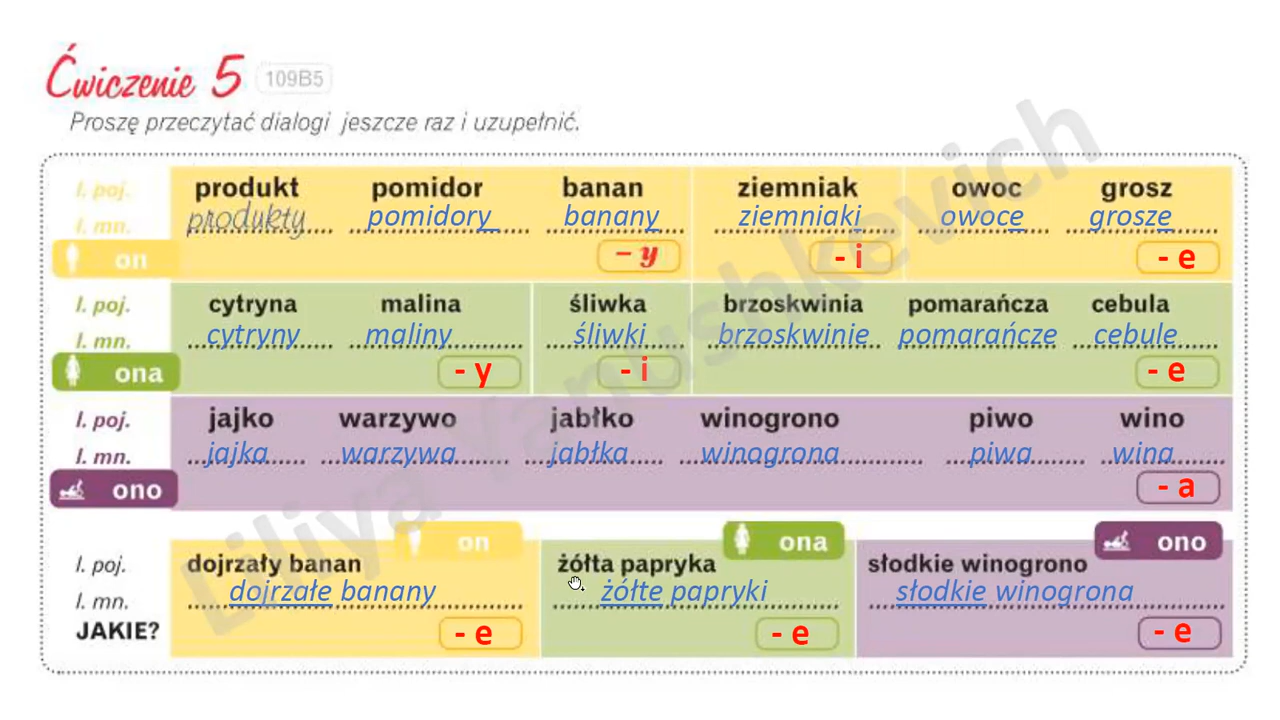 Ćwiczenie 5 109B5
Proszę przeczytać dialogi jeszcze raz i uzupełnić.
l. poj. produkt pomidor banan ziemniak owoc grosz
l. mn. produkty pomidory banany ziemniaki owoce grosze
on – y - i - e
l. poj. cytryna malina śliwka brzoskwinia pomarańcza cebula
l. mn. cytryny maliny śliwki brzoskwinie pomarańcze cebule
ona - y - i - e
l. poj. jajko warzywo jabłko winogrono piwo wino
l. mn. jajka warzywa jabłka winogrona piwa wina
ono - a
on ona ono
l. poj. dojrzały banan żółta papryka słodkie winogrono
l. mn. dojrzałe banany żółte papryki słodkie winogrona
JAKIE? - e - e - e
Liliya Yanushkevich